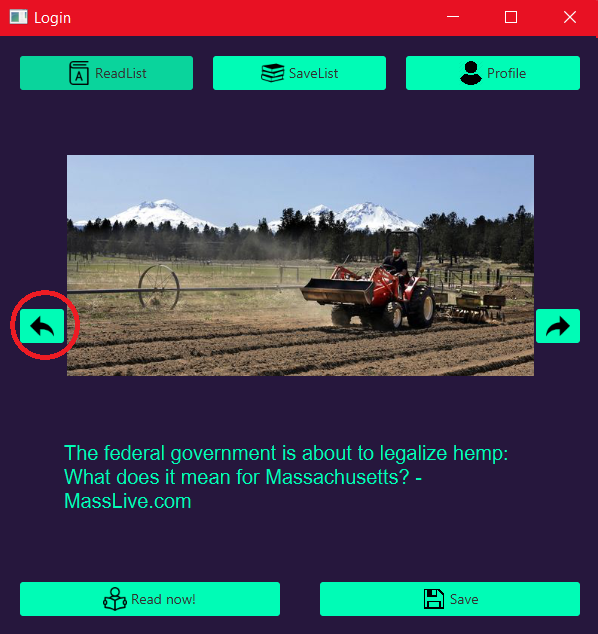 Login
ReadList SaveList Profile
The federal government is about to legalize hemp:
What does it mean for Massachusetts? -
MassLive.com
Read now! Save